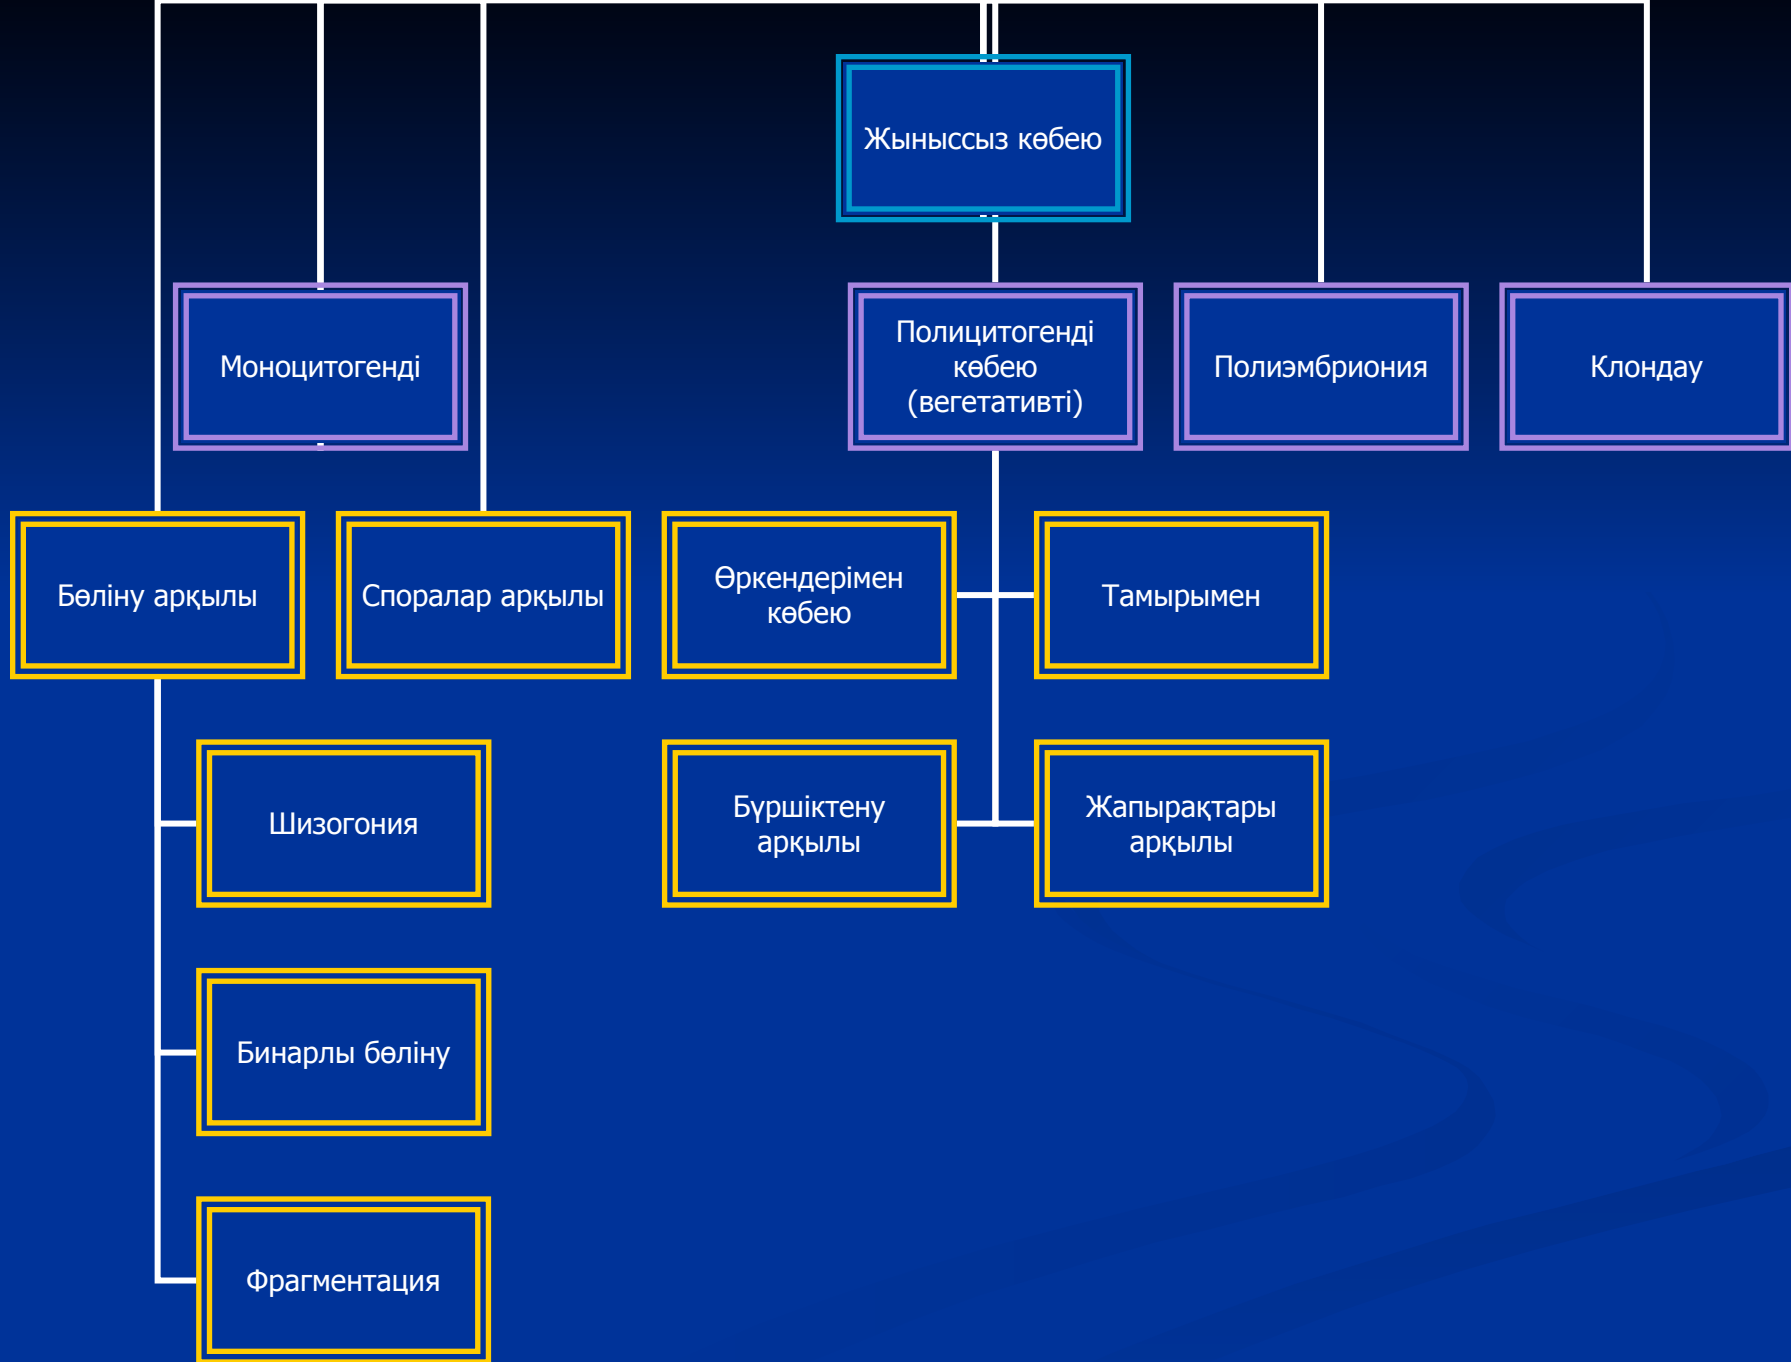 Жыныссыз көбею
Моноцитогенді
Полицитогенді
көбею
(вегетативті)
Полиэмбриония
Клондау
Бөліну арқылы
Споралар арқылы
Өркендерімен
көбею
Тамырымен
Шизогония
Бүршіктену
арқылы
Жапырақтары
арқылы
Бинарлы бөліну
Фрагментация